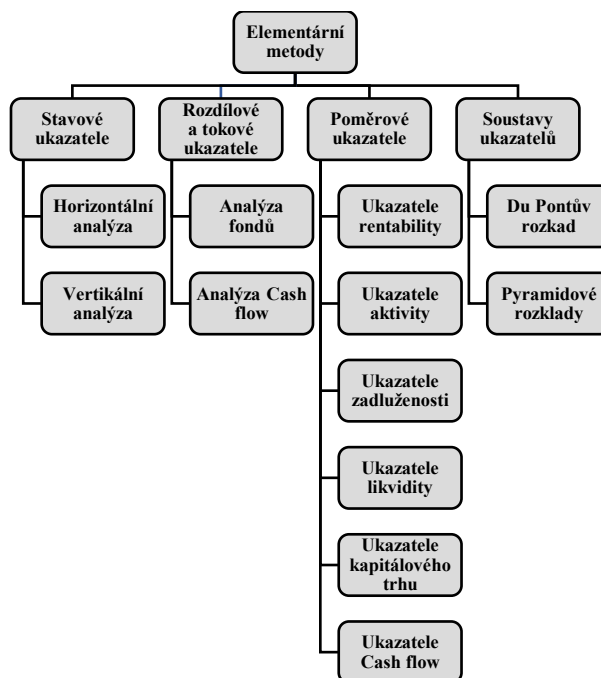 Elementární
metody
Stavové
ukazatele
Rozdílové
a tokové
ukazatele
Poměrové
ukazatele
Soustavy
ukazatelů
Horizontální
analýza
Vertikální
analýza
Analýza
fondů
Analýza Cash
flow
Ukazatele
rentability
Ukazatele
aktivity
Ukazatele
zadluženosti
Ukazatele
likvidity
Ukazatele
kapitálového
trhu
Ukazatele
Cash flow
Du Pontův
rozkad
Pyramidové
rozklady